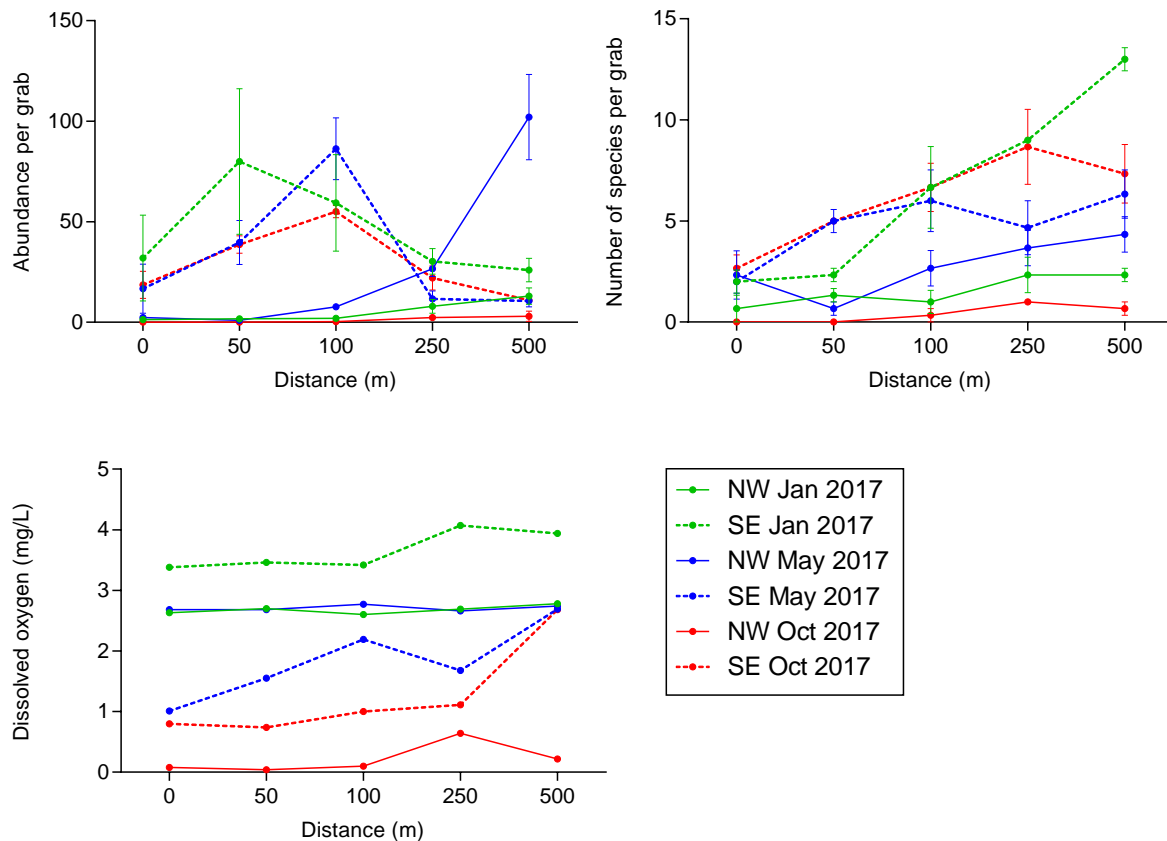 Abundance per grab
150
100
50
0
0 50 100 250 500
Distance (m)
Number of species per grab
15
10
5
0
0 50 100 250 500
Distance (m)
Dissolved oxygen (mg/L)
5
4
3
2
1
0
0 50 100 250 500
Distance (m)
NW Jan 2017
SE Jan 2017
NW May 2017
SE May 2017
NW Oct 2017
SE Oct 2017